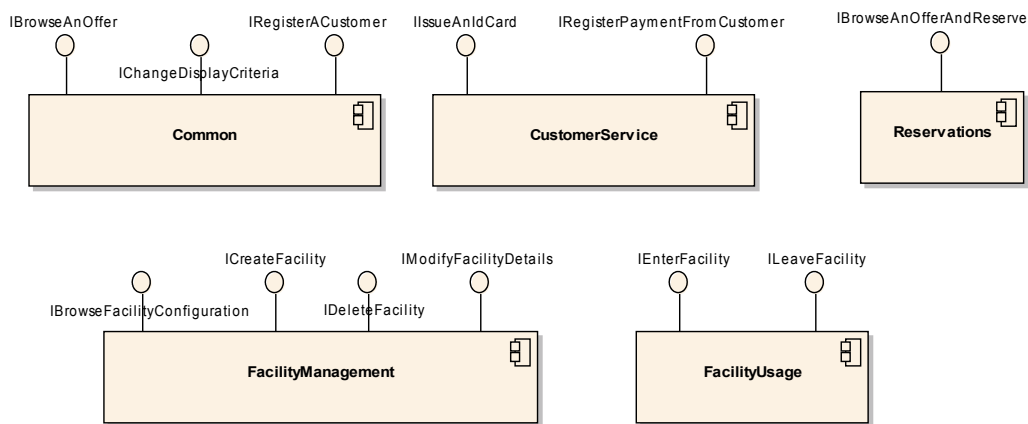 IBrowseAnOffer
IRegisterACustomer
IIssueAnIdCard
IRegisterPaymentFromCustomer
IBrowseAnOfferAndReserve
IChangeDisplayCriteria
Common
CustomerService
Reservations
ICreateFacility
IModifyFacilityDetails
IEnterFacility
ILeaveFacility
IBrowseFacilityConfiguration
IDeleteFacility
FacilityManagement
FacilityUsage